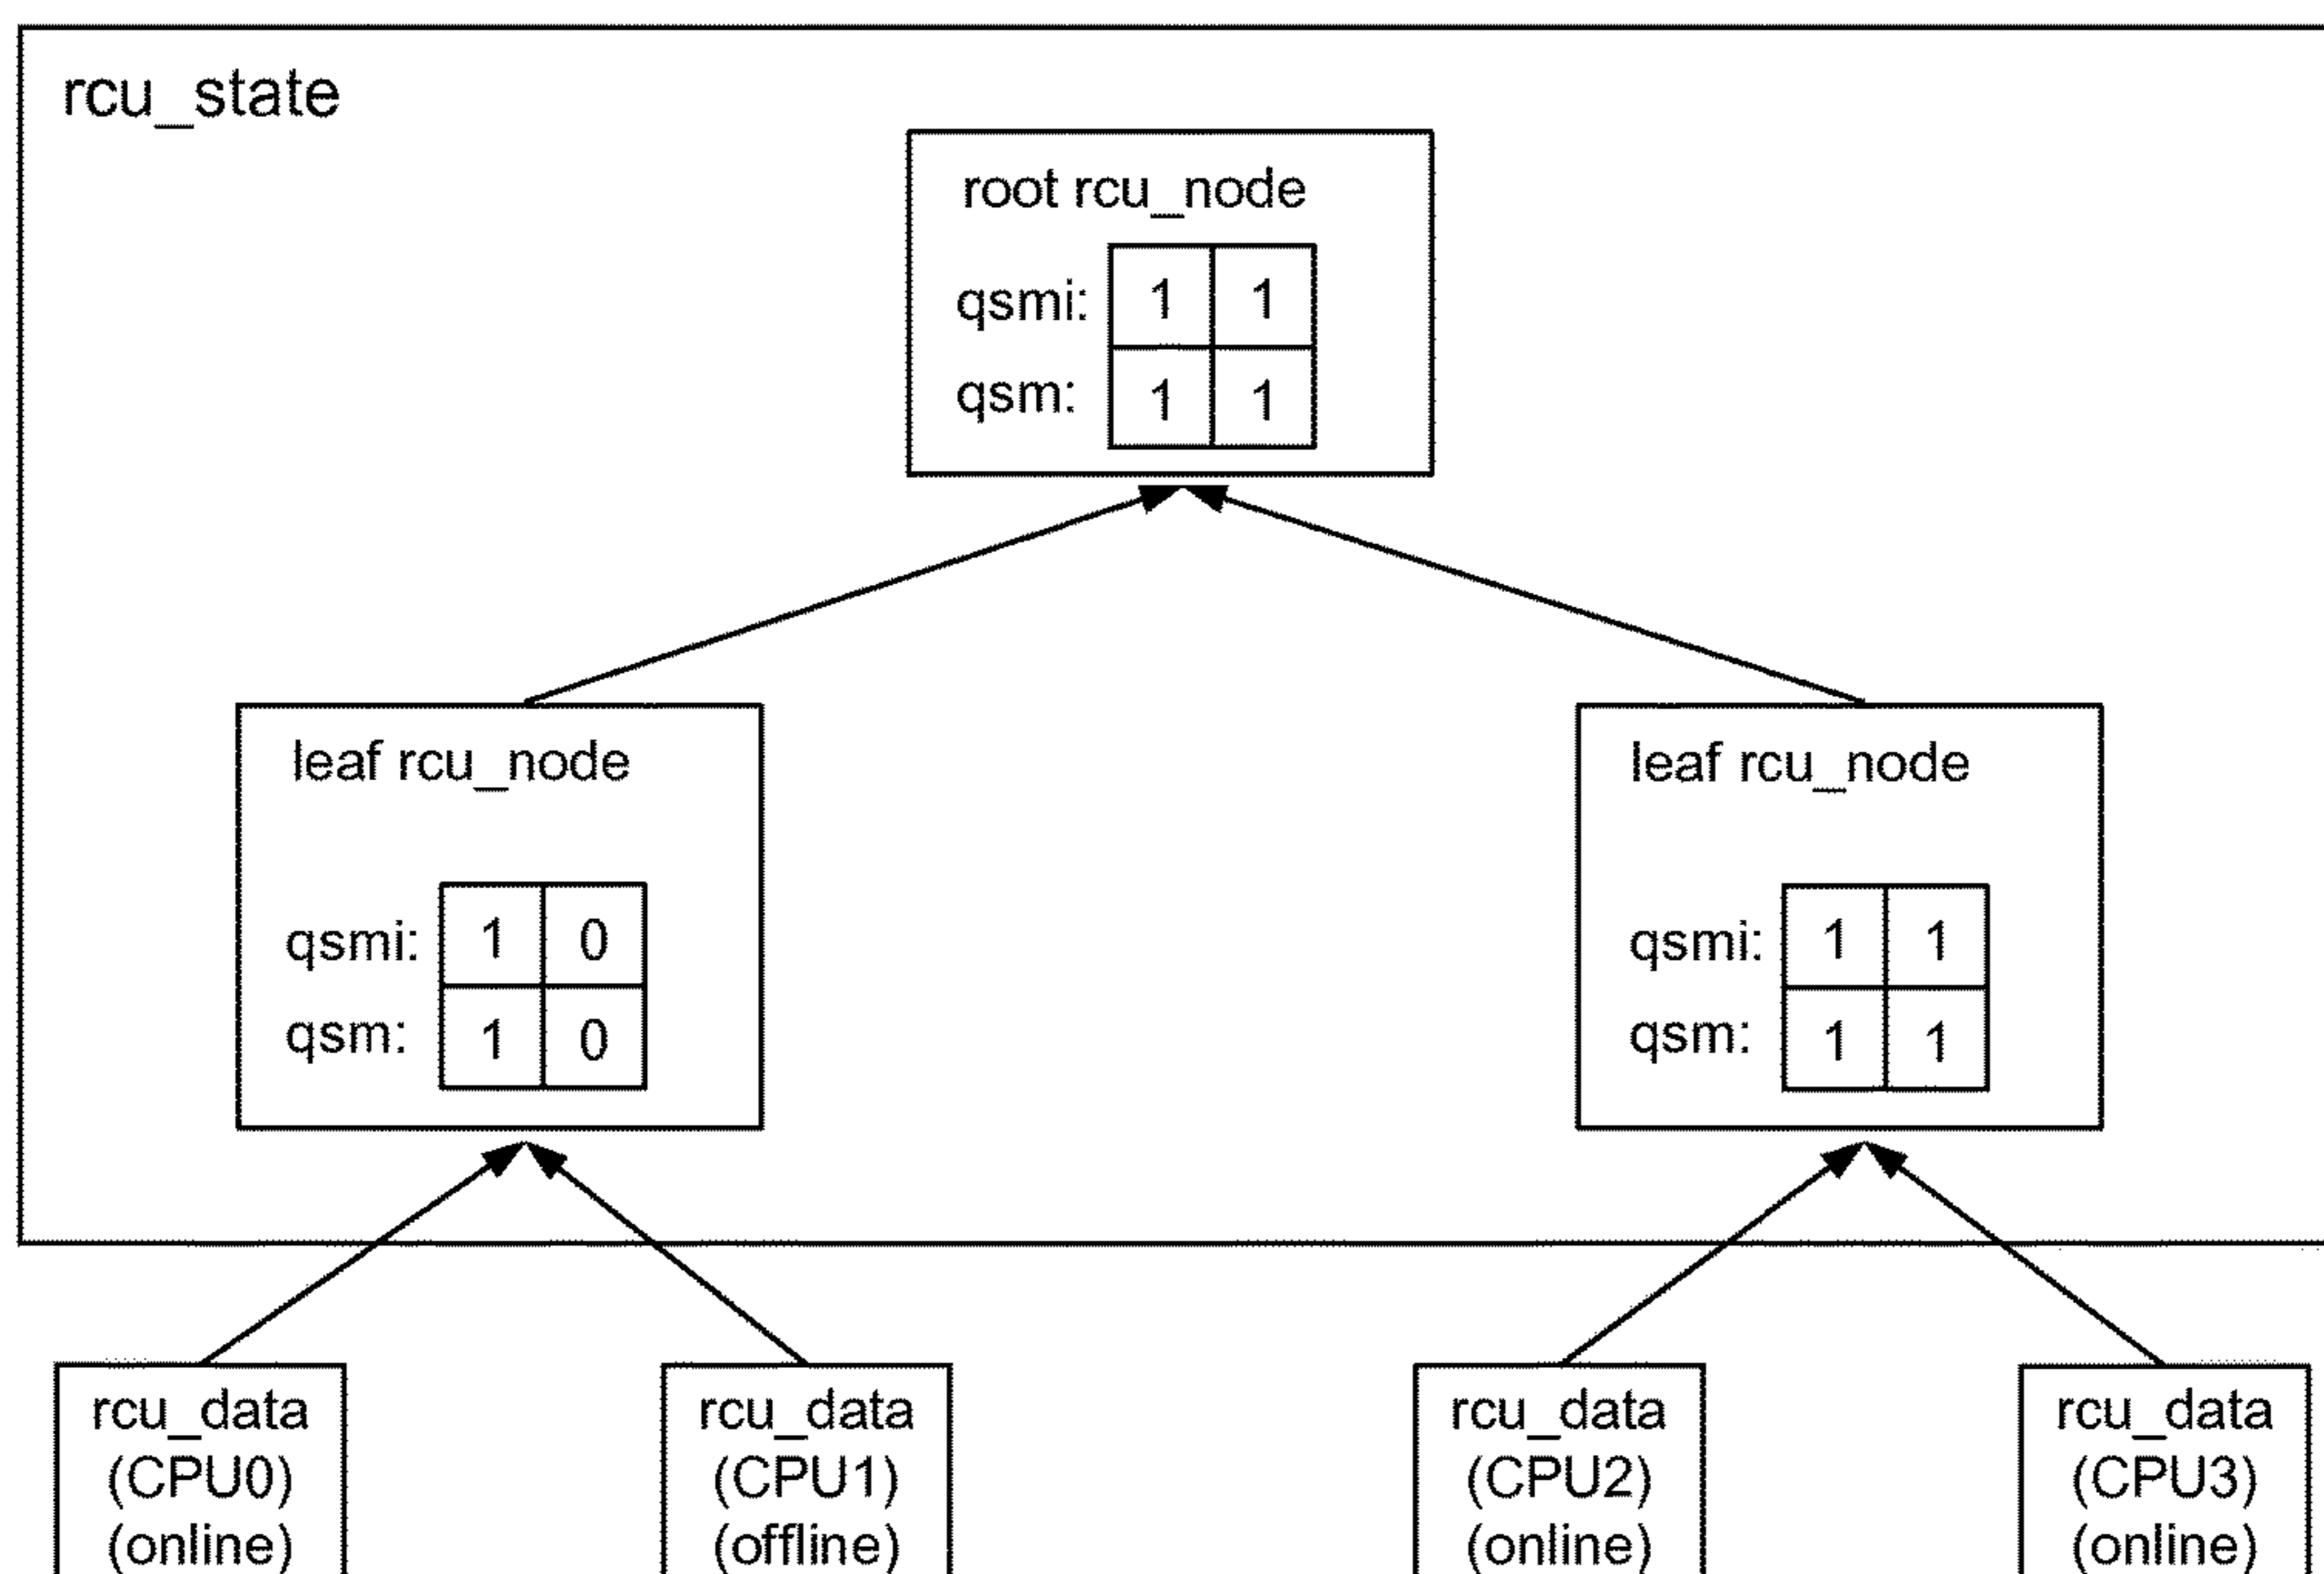 rcu_state
root rcu_node
qsmi: 1 1
qsm: 1 1
leaf rcu_node
qsmi: 1 0
qsm: 1 0
leaf rcu_node
qsmi: 1 1
qsm: 1 1
rcu_data
(CPU0)
(online)
rcu_data
(CPU1)
(offline)
rcu_data
(CPU2)
(online)
rcu_data
(CPU3)
(online)